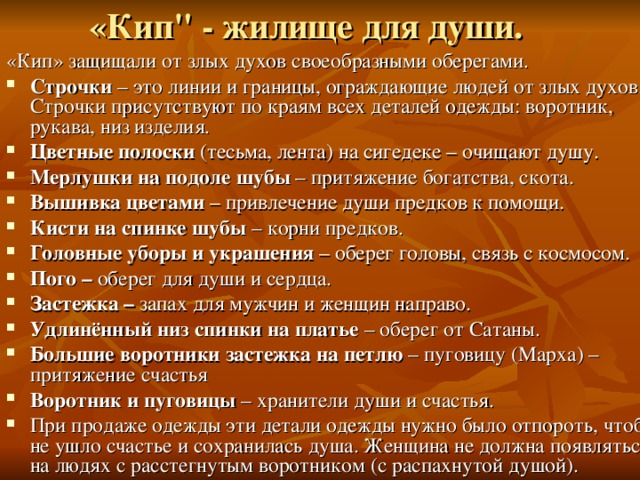 «Кип" - жилище для души.
«Кип» защищали от злых духов своеобразными оберегами.
Строчки – это линии и границы, ограждающие людей от злых духов
Строчки присутствуют по краям всех деталей одежды: воротник,
рукава, низ изделия.
Цветные полоски (тесьма, лента) на сигедеке – очищают душу.
Мерлушки на подоле шубы – притяжение богатства, скота.
Вышивка цветами – привлечение души предков к помощи.
Кисти на спинке шубы – корни предков.
Головные уборы и украшения – оберег головы, связь с космосом.
Пого – оберег для души и сердца.
Застежка – запах для мужчин и женщин направо.
Удлинённый низ спинки на платье – оберег от Сатаны.
Большие воротники застежка на петлю – пуговицу (Марха) –
притяжение счастья
Воротник и пуговицы – хранители души и счастья.
При продаже одежды эти детали одежды нужно было отпороть, чтоб
не ушло счастье и сохранилась душа. Женщина не должна появлятьс
на людях с расстегнутым воротником (с распахнутой душой).